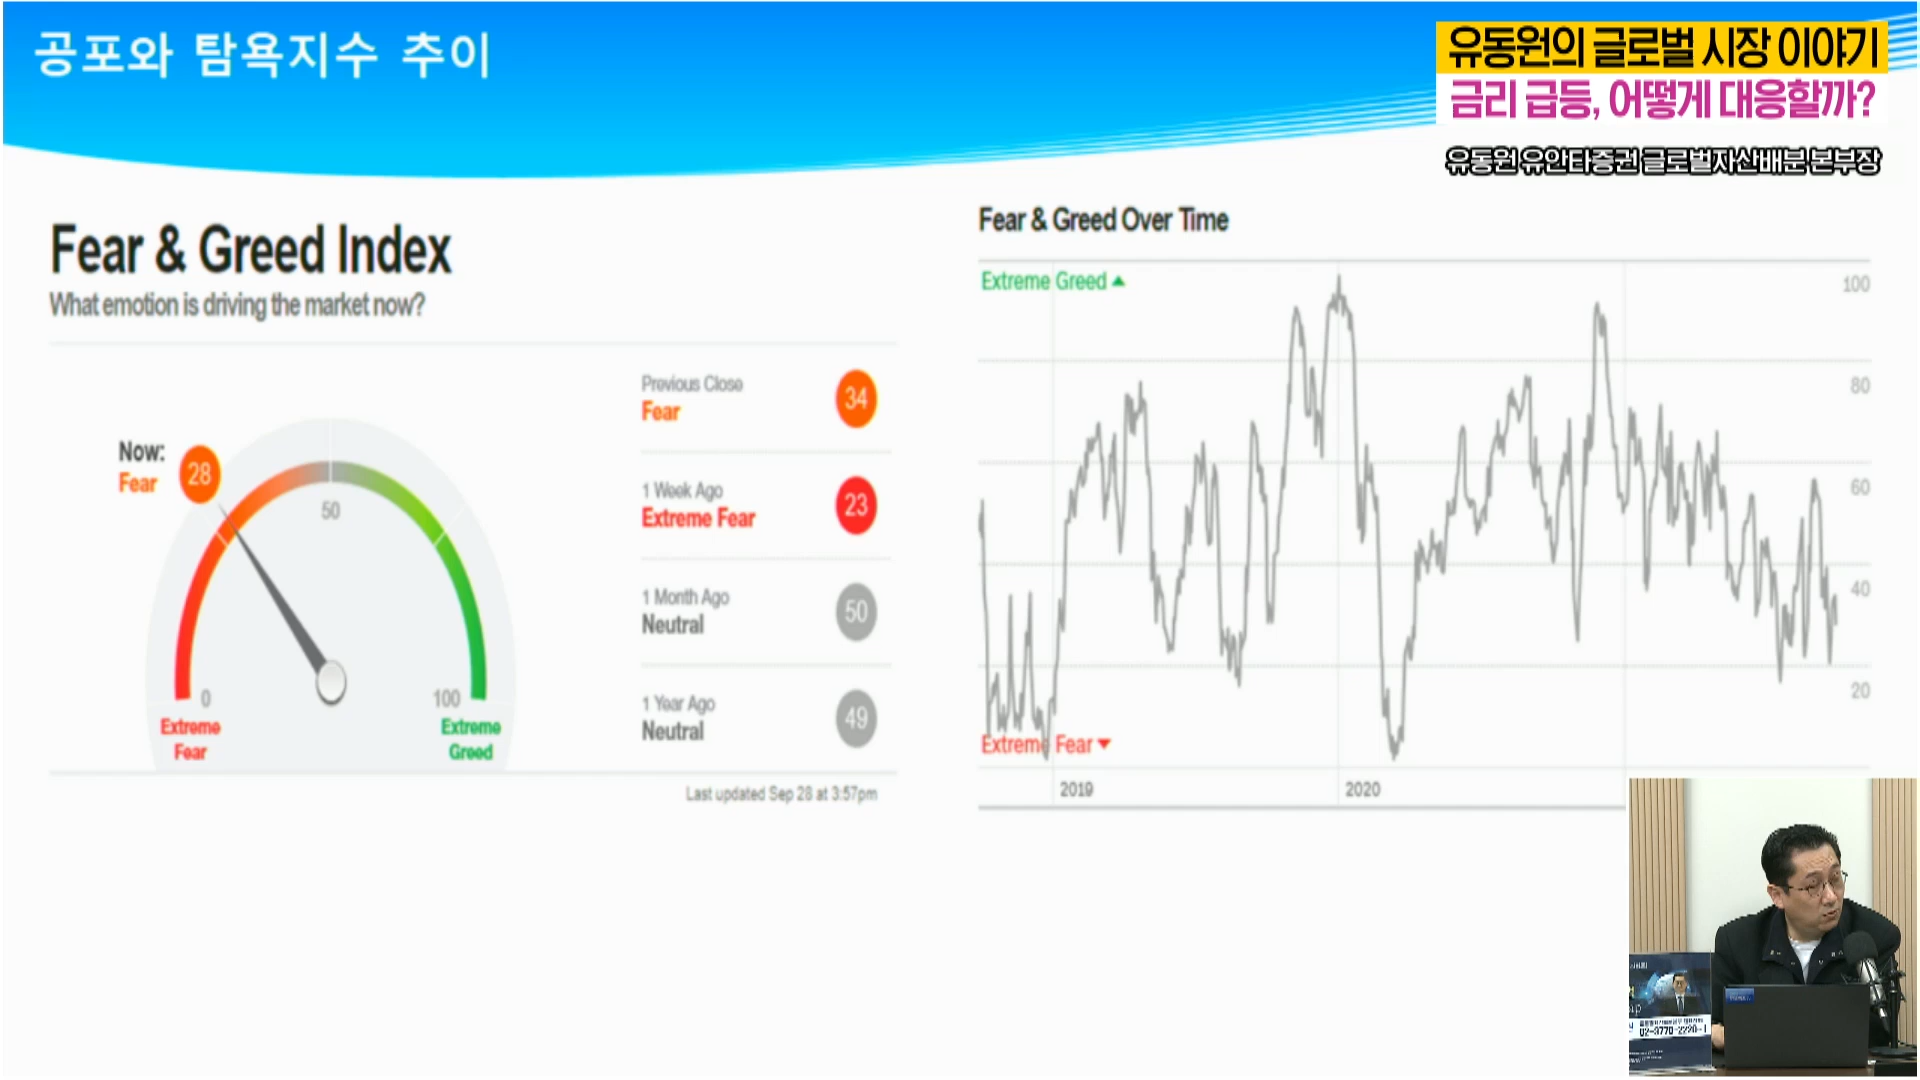 공포와 탐욕지수 추이
유동원의 글로벌 시장 이야기
금리 급등, 어떻게 대응할까?
유동원 유안타증권 글로벌자산배분 본부장
Fear & Greed Index
What emotion is driving the market now?
Now:
Fear
28
50
0
100
Extreme
Fear
Extreme
Greed
Previous Close
Fear
34
1 Week Ago
Extreme Fear
23
1 Month Ago
Neutral
50
1 Year Ago
Neutral
49
Last updated Sep 28 at 3:57pm
Fear & Greed Over Time
Extreme Greed ▲
100
80
60
40
20
Extreme Fear ▼
2019
2020
02-3770-2220~1